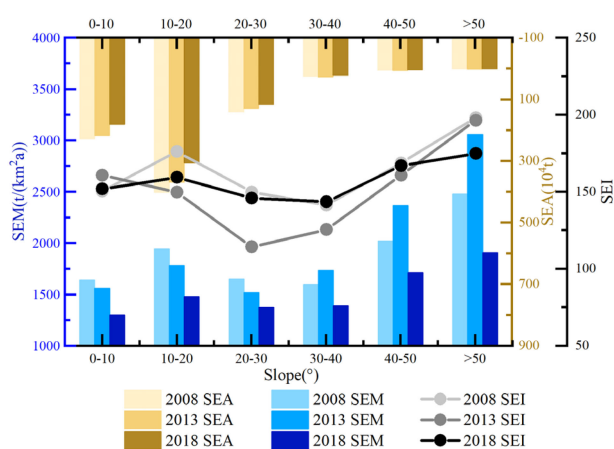 0-10 10-20 20-30 30-40 40-50 >50
4000 -100 250
3500 100 200
3000 300
2500 150
2000 500
1500 700 100
1000 900 50
SEM(t/(km²a))
SEA(10⁴t)
SEI
0-10 10-20 20-30 30-40 40-50 >50
Slope(°)
2008 SEA 2008 SEM 2008 SEI
2013 SEA 2013 SEM 2013 SEI
2018 SEA 2018 SEM 2018 SEI